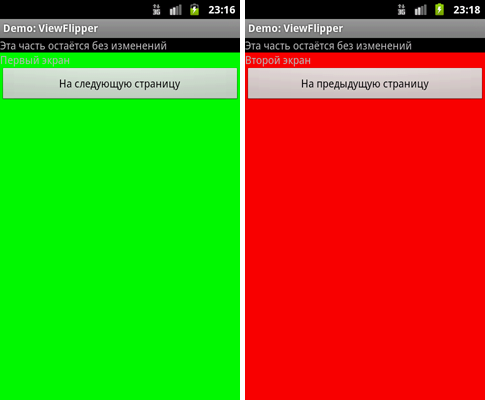 23:16
Demo: ViewFlipper
Эта часть остаётся без изменений
Первый экран
На следующую страницу
23:18
Demo: ViewFlipper
Эта часть остаётся без изменений
Второй экран
На предыдущую страницу